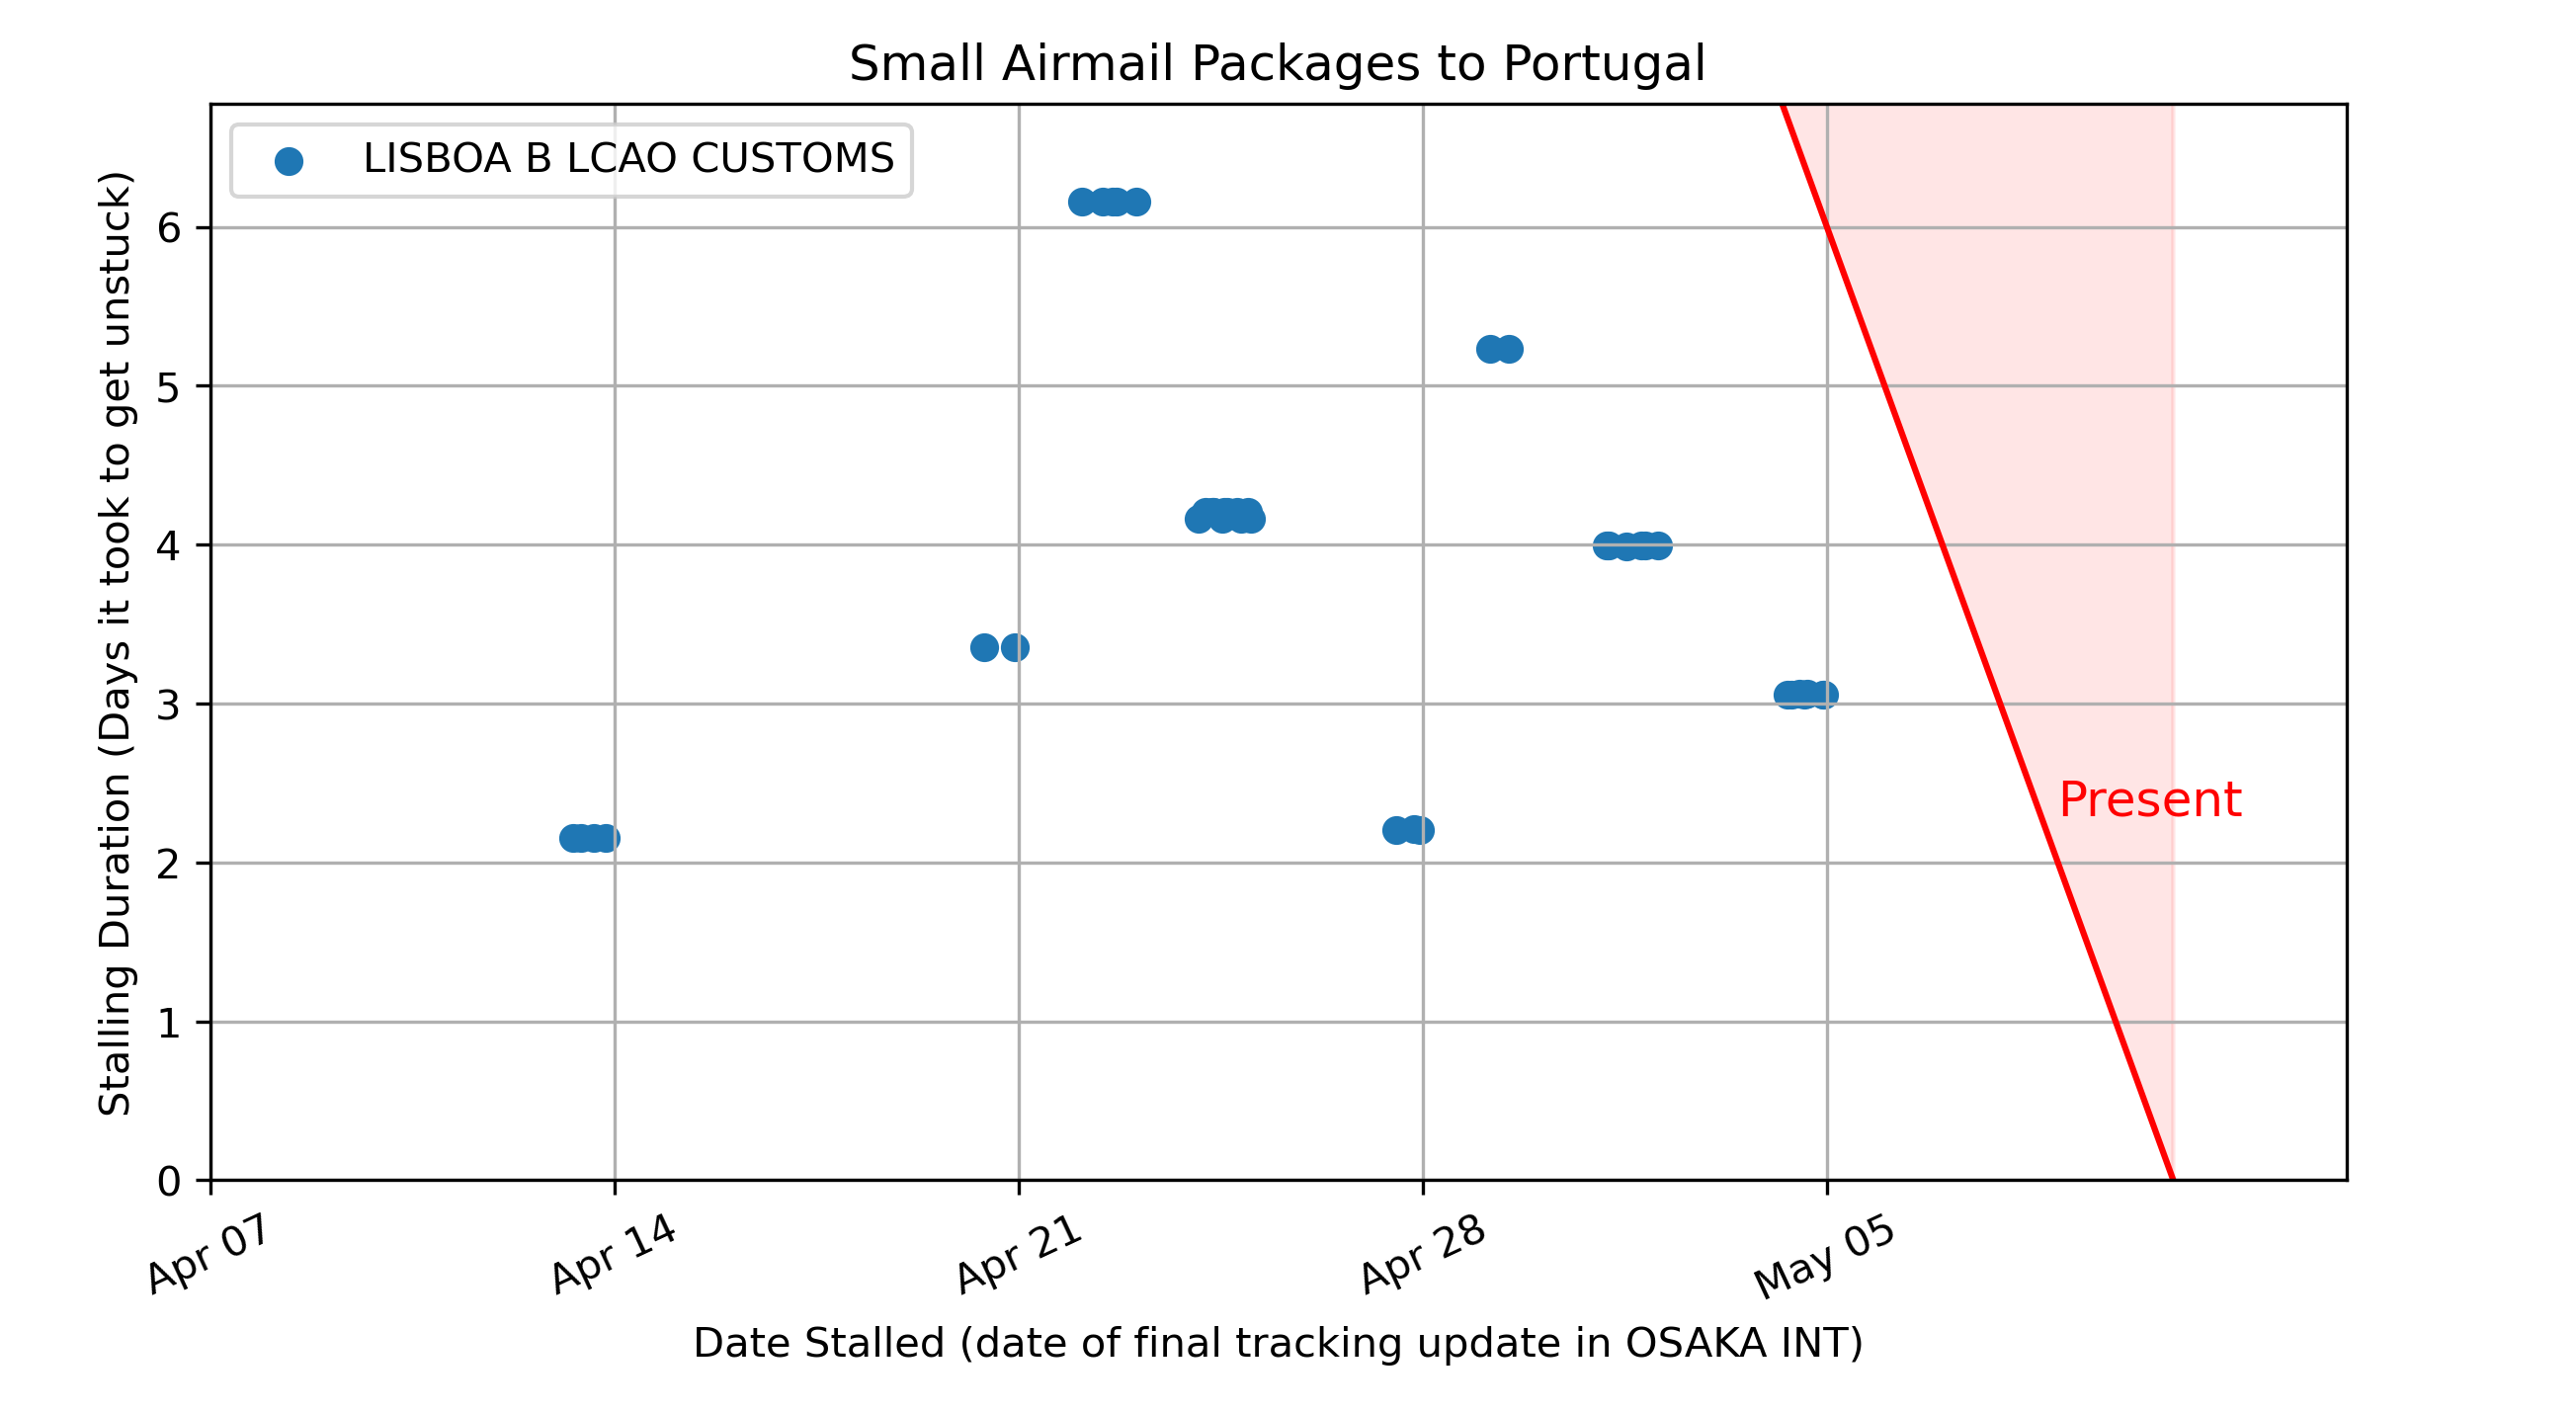 Small Airmail Packages to Portugal
LISBOA B LCAO CUSTOMS
Stalling Duration (Days it took to get unstuck)
6
5
4
3
2
1
0
Present
Apr 07
Apr 14
Apr 21
Apr 28
May 05
Date Stalled (date of final tracking update in OSAKA INT)